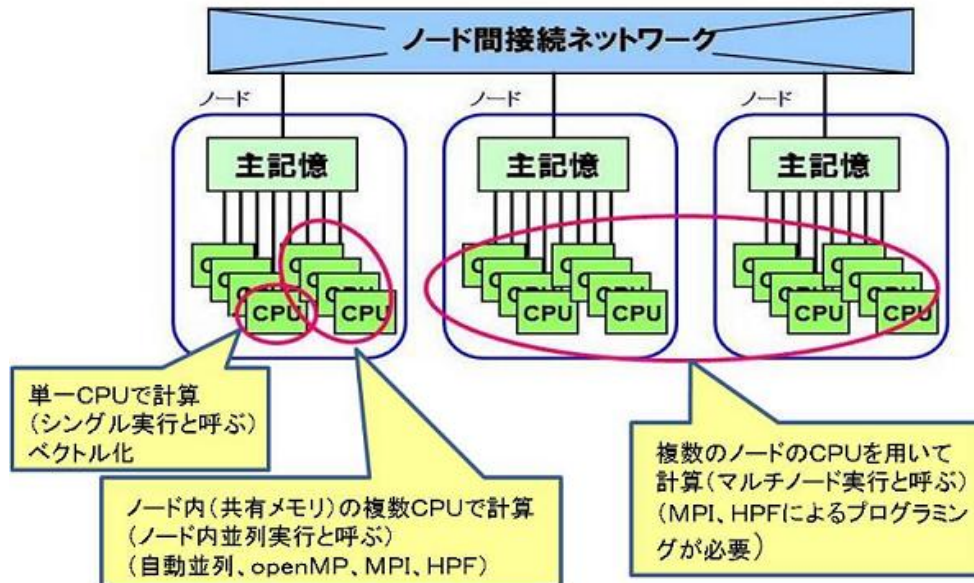 ノード間接続ネットワーク
ノード
ノード
ノード
主記憶
主記憶
主記憶
CPU
CPU
CPU
CPU
CPU
CPU
単一CPUで計算
(シングル実行と呼ぶ)
ベクトル化
ノード内(共有メモリ)の複数CPUで計算
(ノード内並列実行と呼ぶ)
(自動並列、openMP、MPI、HPF)
複数のノードのCPUを用いて
計算(マルチノード実行と呼ぶ)
(MPI、HPFによるプログラミン
グが必要)